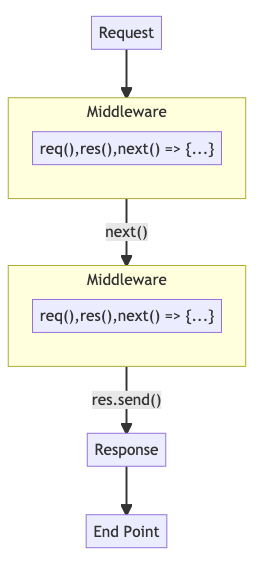 Request
Middleware
req(),res(),next() => {...}
next()
Middleware
req(),res(),next() => {...}
res.send()
Response
End Point